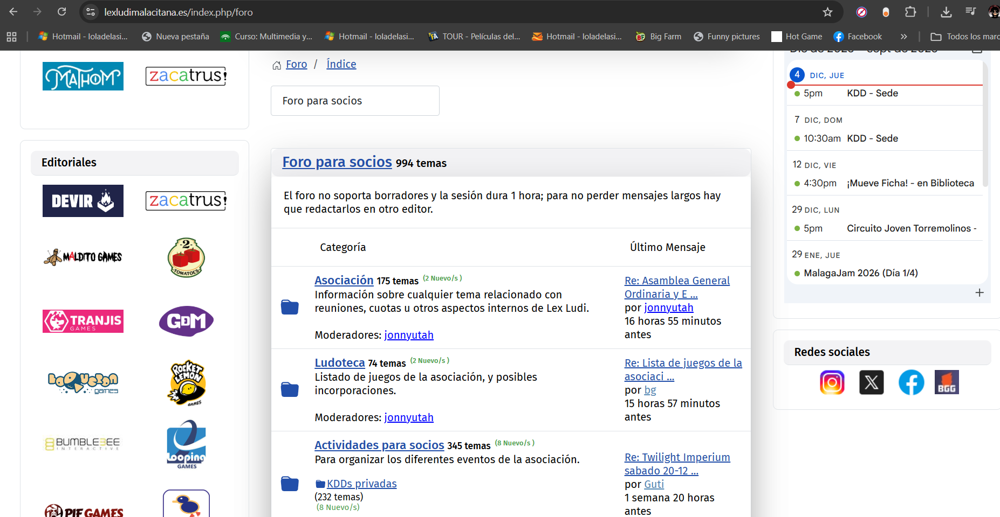 lexludimalacitana.es/index.php/foro
Hotmail - loladelasi...
Nueva pestaña
Curso: Multimedia y...
Hotmail - loladelasi...
TOUR - Películas del...
Hotmail - loladelasi...
Big Farm
Funny pictures
Hot Game
Facebook
Todos los marc
MATHOM
zacatrus!
Editoriales
DEVIR
zacatrus!
MALDITO GAMES
2
TOMATOES
TRANJIS
GAMES
GDM
games
ROCKET
LEMON
GAMES
BUMBLEBEE
INTERACTIVE
Looping
GAMES
PIF GAMES
Foro / Índice
Foro para socios
Foro para socios 994 temas
El foro no soporta borradores y la sesión dura 1 hora; para no perder mensajes largos hay
que redactarlos en otro editor.
Categoría
Último Mensaje
Asociación 175 temas (2 Nuevo/s )
Información sobre cualquier tema relacionado con
reuniones, cuotas u otros aspectos internos de Lex Ludi.
Moderadores: jonnyutah
Re: Asamblea General
Ordinaria y E ...
por jonnyutah
16 horas 55 minutos
antes
Ludoteca 74 temas (2 Nuevo/s )
Listado de juegos de la asociación, y posibles
incorporaciones.
Moderadores: jonnyutah
Re: Lista de juegos de la
asociaci ...
por bg
15 horas 57 minutos
antes
Actividades para socios 345 temas (8 Nuevo/s )
Para organizar los diferentes eventos de la asociación.
KDDs privadas
(232 temas)
(8 Nuevo/s)
Re: Twilight Imperium
sabado 20-12 ...
por Guti
1 semana 20 horas
antes
4 DIC, JUE
5pm KDD - Sede
7 DIC, DOM
10:30am KDD - Sede
12 DIC, VIE
4:30pm ¡Mueve Ficha! - en Biblioteca
29 DIC, LUN
5pm Circuito Joven Torremolinos -
29 ENE, JUE
MalagaJam 2026 (Día 1/4)
Redes sociales
BGG